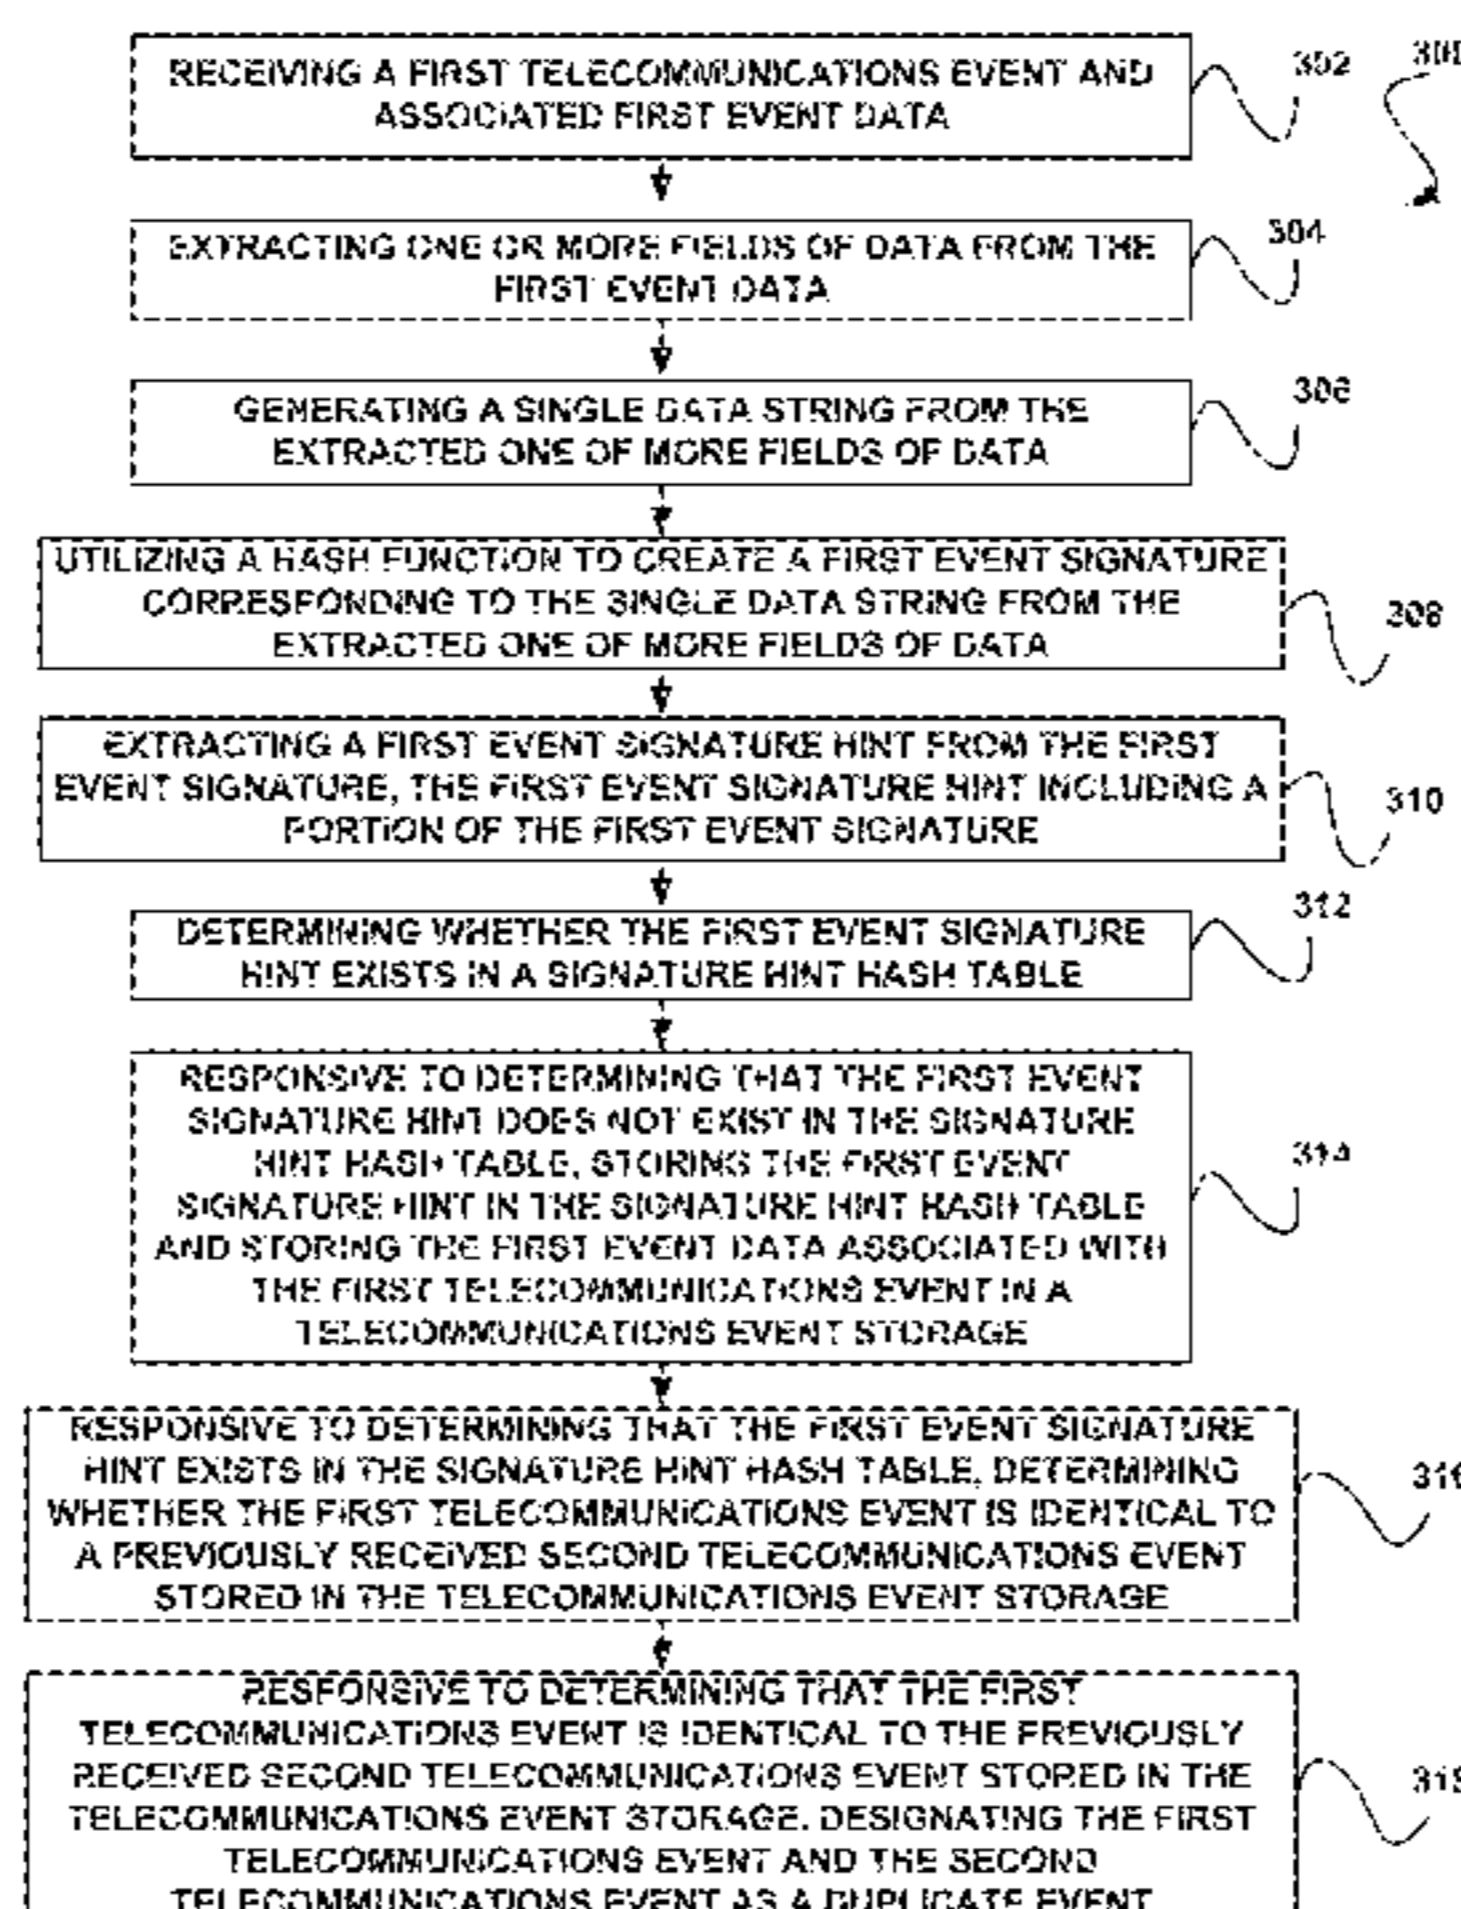 RECEIVING A FIRST TELECOMMUNICATIONS EVENT AND
ASSOCIATED FIRST EVENT DATA
302
300
EXTRACTING ONE OR MORE FIELDS OF DATA FROM THE
FIRST EVENT DATA
304
GENERATING A SINGLE DATA STRING FROM THE
EXTRACTED ONE OF MORE FIELDS OF DATA
306
UTILIZING A HASH FUNCTION TO CREATE A FIRST EVENT SIGNATURE
CORRESPONDING TO THE SINGLE DATA STRING FROM THE
EXTRACTED ONE OF MORE FIELDS OF DATA
308
EXTRACTING A FIRST EVENT SIGNATURE HINT FROM THE FIRST
EVENT SIGNATURE, THE FIRST EVENT SIGNATURE HINT INCLUDING A
PORTION OF THE FIRST EVENT SIGNATURE
310
DETERMINING WHETHER THE FIRST EVENT SIGNATURE
HINT EXISTS IN A SIGNATURE HINT HASH TABLE
312
RESPONSIVE TO DETERMINING THAT THE FIRST EVENT
SIGNATURE HINT DOES NOT EXIST IN THE SIGNATURE
HINT HASH TABLE, STORING THE FIRST EVENT
SIGNATURE HINT IN THE SIGNATURE HINT HASH TABLE
AND STORING THE FIRST EVENT DATA ASSOCIATED WITH
THE FIRST TELECOMMUNICATIONS EVENT IN A
TELECOMMUNICATIONS EVENT STORAGE
314
RESPONSIVE TO DETERMINING THAT THE FIRST EVENT SIGNATURE
HINT EXISTS IN THE SIGNATURE HINT HASH TABLE, DETERMINING
WHETHER THE FIRST TELECOMMUNICATIONS EVENT IS IDENTICAL TO
A PREVIOUSLY RECEIVED SECOND TELECOMMUNICATIONS EVENT
STORED IN THE TELECOMMUNICATIONS EVENT STORAGE
316
RESPONSIVE TO DETERMINING THAT THE FIRST
TELECOMMUNICATIONS EVENT IS IDENTICAL TO THE PREVIOUSLY
RECEIVED SECOND TELECOMMUNICATIONS EVENT STORED IN THE
TELECOMMUNICATIONS EVENT STORAGE, DESIGNATING THE FIRST
TELECOMMUNICATIONS EVENT AND THE SECOND
TELECOMMUNICATIONS EVENT AS A DUPLICATE EVENT
318